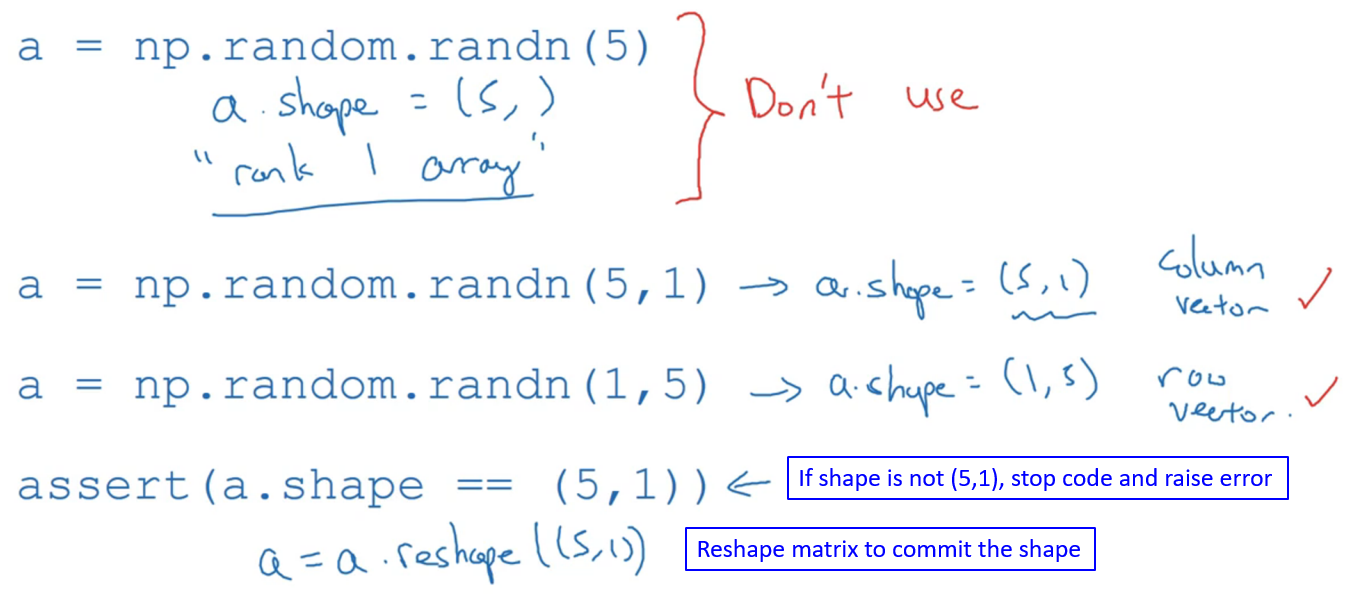 a = np.random.randn(5)
a.shape = (5,)
"rank 1 array"
Don't use
a = np.random.randn(5,1) → a.shape = (5,1) column vector ✓
a = np.random.randn(1,5) → a.shape = (1,5) row vector. ✓
assert(a.shape == (5,1)) ← If shape is not (5,1), stop code and raise error
a = a.reshape((5,1)) Reshape matrix to commit the shape